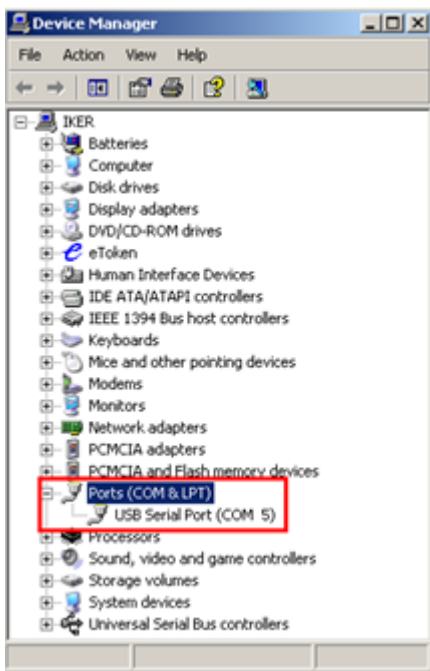 Device Manager
File Action View Help
IKER
Batteries
Computer
Disk drives
Display adapters
DVD/CD-ROM drives
eToken
Human Interface Devices
IDE ATA/ATAPI controllers
IEEE 1394 Bus host controllers
Keyboards
Mice and other pointing devices
Modems
Monitors
Network adapters
PCMCIA adapters
PCMCIA and Flash memory devices
Ports (COM & LPT)
USB Serial Port (COM 5)
Processors
Sound, video and game controllers
Storage volumes
System devices
Universal Serial Bus controllers